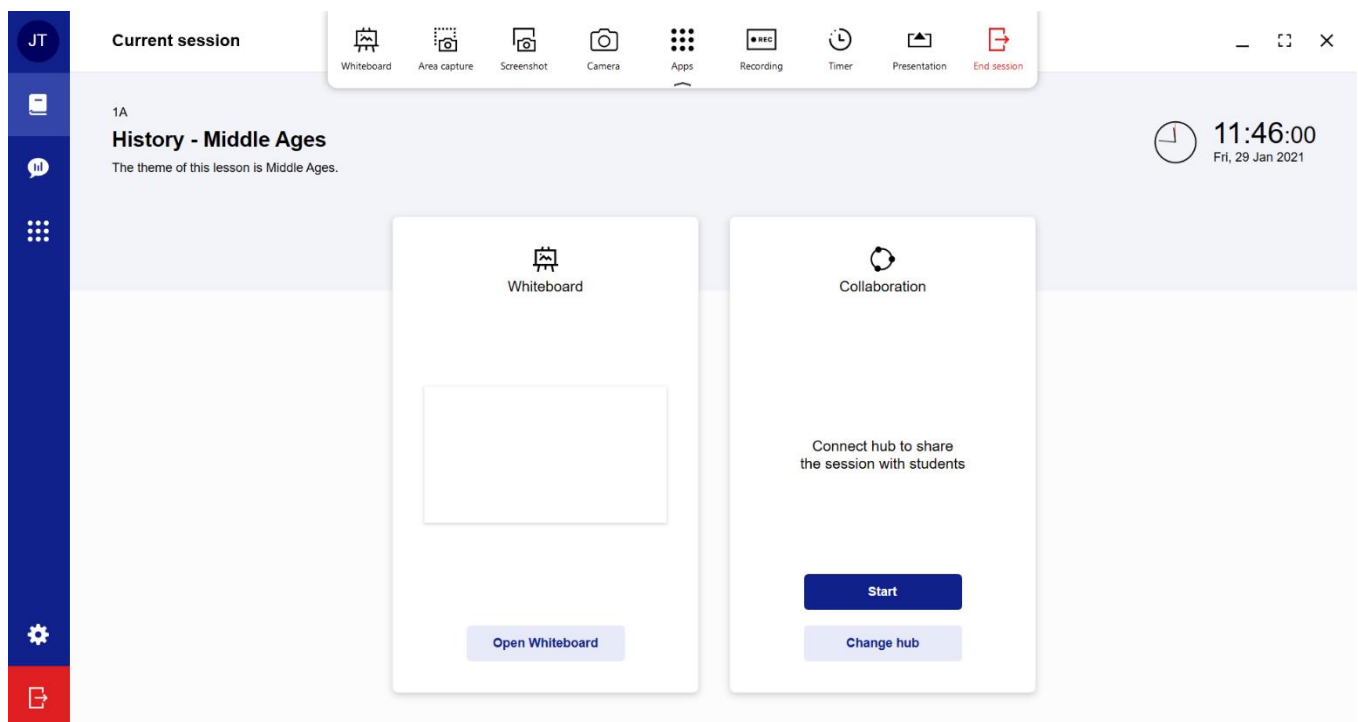 JT
Current session
Whiteboard
Area capture
Screenshot
Camera
Apps
REC
Recording
Timer
Presentation
End session
1A
History - Middle Ages
The theme of this lesson is Middle Ages.
11:46:00
Fri, 29 Jan 2021
Whiteboard
Open Whiteboard
Collaboration
Connect hub to share
the session with students
Start
Change hub